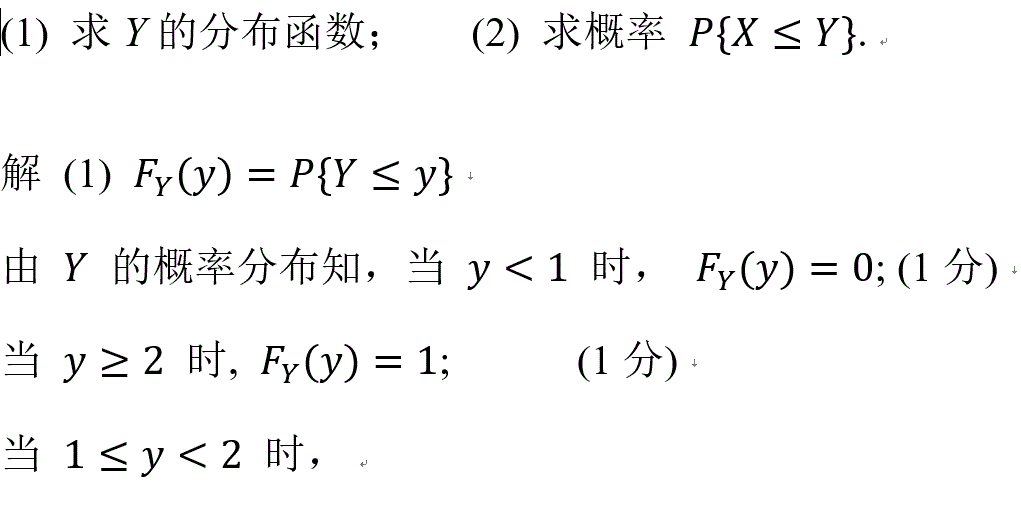 (1) 求 Y 的分布函数； (2) 求概率 P{X ≤ Y}.
解 (1) F_Y(y) = P{Y ≤ y}
由 Y 的概率分布知，当 y < 1 时， F_Y(y) = 0; (1 分)
当 y ≥ 2 时, F_Y(y) = 1; (1 分)
当 1 ≤ y < 2 时，